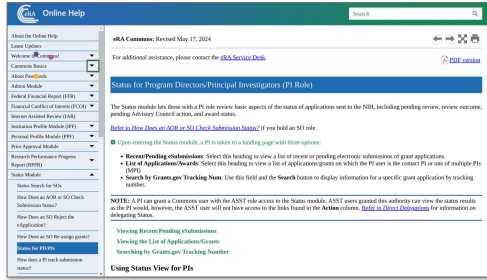 eRA Online Help
Search
About the Online Help
Latest Updates
Welcome to Commons!
Commons Basics
About Passwords
Admin Module
Federal Financial Report (FFR)
Financial Conflict of Interest (FCOI)
Internet Assisted Review (IAR)
Institution Profile Module (IPF)
Personal Profile Module (PPF)
Prior Approval Module
Research Performance Progress
Report (RPPR)
Status Module
Status Search for SOs
How Does an AOR or SO Check
Submission Status?
How Does an SO Reject the
eApplication?
How Does an SO Re-assign grants?
Status for PD/PIs
How does a PI track submission
status?
eRA Commons: Revised May 17, 2024
For additional assistance, please contact the eRA Service Desk.
PDF version
Status for Program Directors/Principal Investigators (PI Role)
The Status module lets those with a PI role review basic aspects of the status of applications sent to the NIH, including pending review, review outcome,
pending Advisory Council action, and award status.
Refer to How Does an AOR or SO Check Submission Status? if you hold an SO role.
Upon entering the Status module, a PI is taken to a landing page with three options:
• Recent/Pending eSubmissions: Select this heading to view a list of recent or pending electronic submissions of grant applications.
• List of Applications/Awards: Select this heading to view a list of applications/grants on which the PI user is the contact PI or one of multiple PIs
(MPI)
• Search by Grants.gov Tracking Num: Use this field and the Search button to display information for a specific grant application by tracking
number.
NOTE: A PI can grant a Commons user with the ASST role access to the Status module. ASST users granted this authority can view the status results
as the PI would, however, the ASST user will not have access to the links found in the Action column. Refer to Direct Delegations for information on
delegating Status.
Viewing Recent/Pending eSubmissions
Viewing the List of Applications/Grants
Searching by Grants.gov Tracking Number
Using Status View for PIs